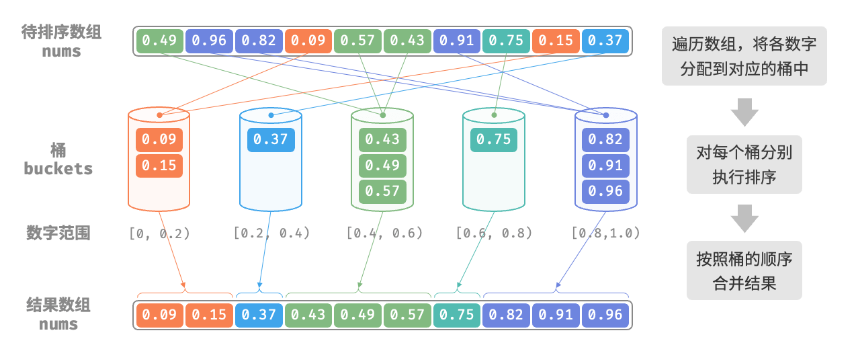 待排序数组
nums
0.49 0.96 0.82 0.09 0.57 0.43 0.91 0.75 0.15 0.37
遍历数组，将各数字
分配到对应的桶中
桶
buckets
0.09
0.15
0.37
0.43
0.49
0.57
0.75
0.82
0.91
0.96
对每个桶分别
执行排序
数字范围
[0, 0.2) [0.2, 0.4) [0.4, 0.6) [0.6, 0.8) [0.8,1.0)
按照桶的顺序
合并结果
结果数组
nums
0.09 0.15 0.37 0.43 0.49 0.57 0.75 0.82 0.91 0.96